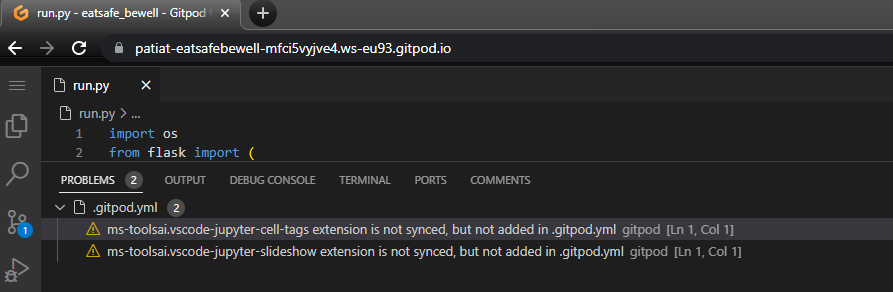 run.py - eatsafe_bewell - Gitpod
patiat-eatsafebewell-mfci5vyjve4.ws-eu93.gitpod.io
run.py
run.py > ...
1 import os
2 from flask import (
PROBLEMS 2 OUTPUT DEBUG CONSOLE TERMINAL PORTS COMMENTS
.gitpod.yml 2
ms-toolsai.vscode-jupyter-cell-tags extension is not synced, but not added in .gitpod.yml gitpod [Ln 1, Col 1]
1
ms-toolsai.vscode-jupyter-slideshow extension is not synced, but not added in .gitpod.yml gitpod [Ln 1, Col 1]